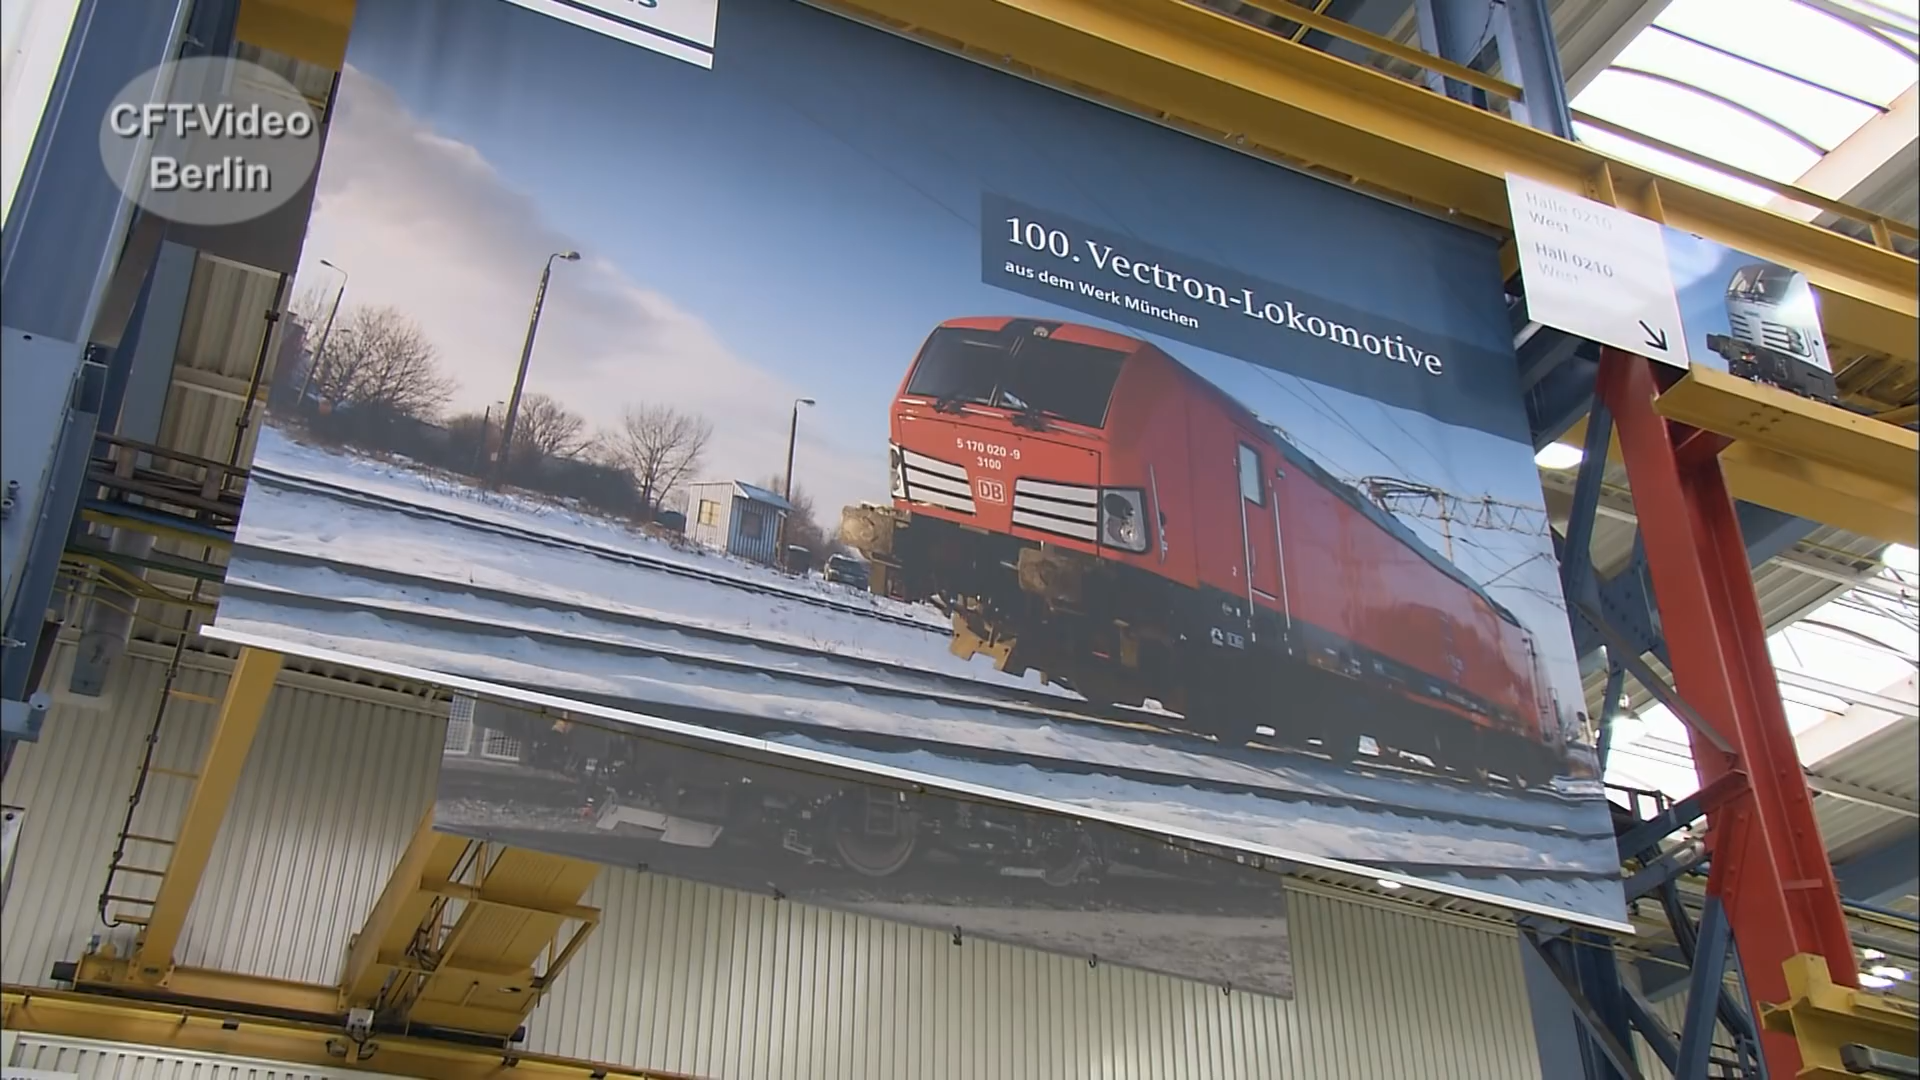 CFT-Video
Berlin
100. Vectron-Lokomotive
aus dem Werk München
Halle 0210
West
Hall 0210
West
5 170 020 -9
3100
DB